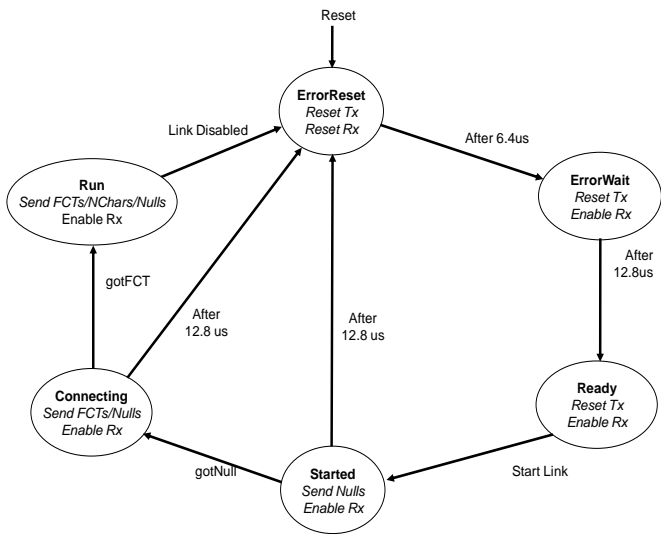 Reset
ErrorReset
Reset Tx
Reset Rx
Link Disabled
After 6.4us
Run
Send FCTs/NChars/Nulls
Enable Rx
ErrorWait
Reset Tx
Enable Rx
gotFCT
After
12.8 us
After
12.8 us
After
12.8us
Connecting
Send FCTs/Nulls
Enable Rx
Ready
Reset Tx
Enable Rx
gotNull
Started
Send Nulls
Enable Rx
Start Link